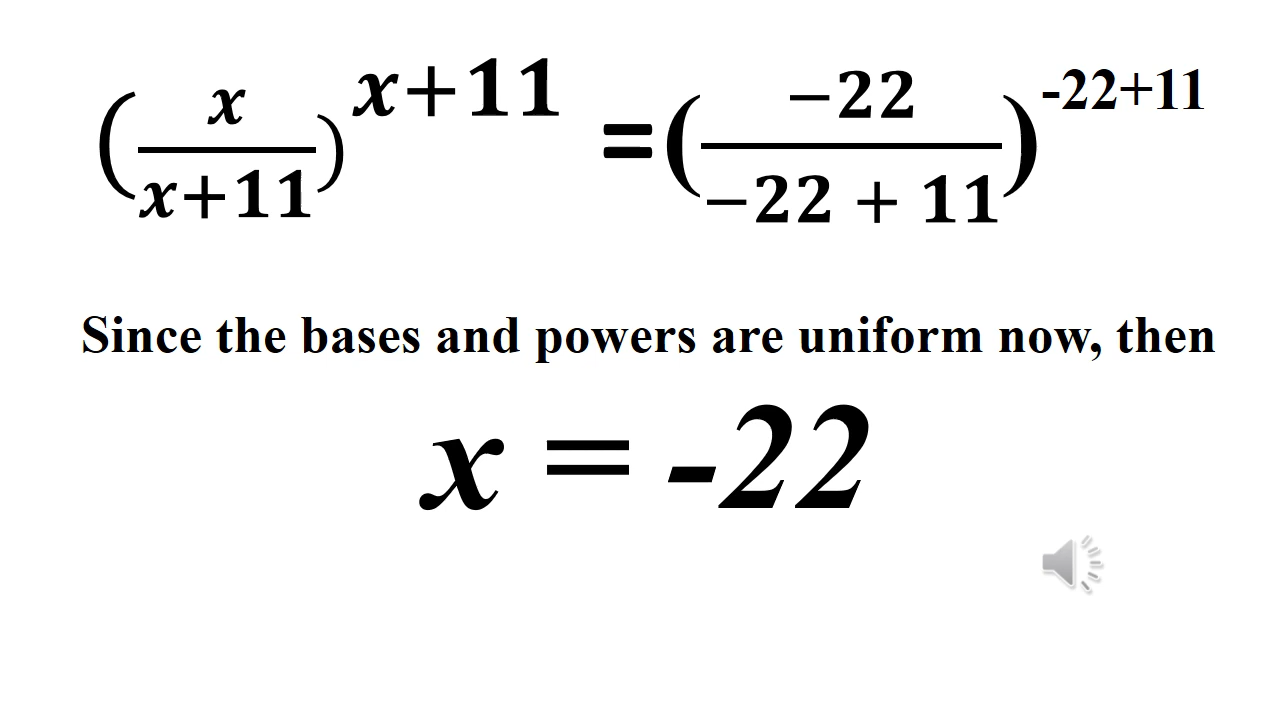 (x/(x+11))^(x+11) = (−22/(−22 + 11))^(-22+11)
Since the bases and powers are uniform now, then
x = -22